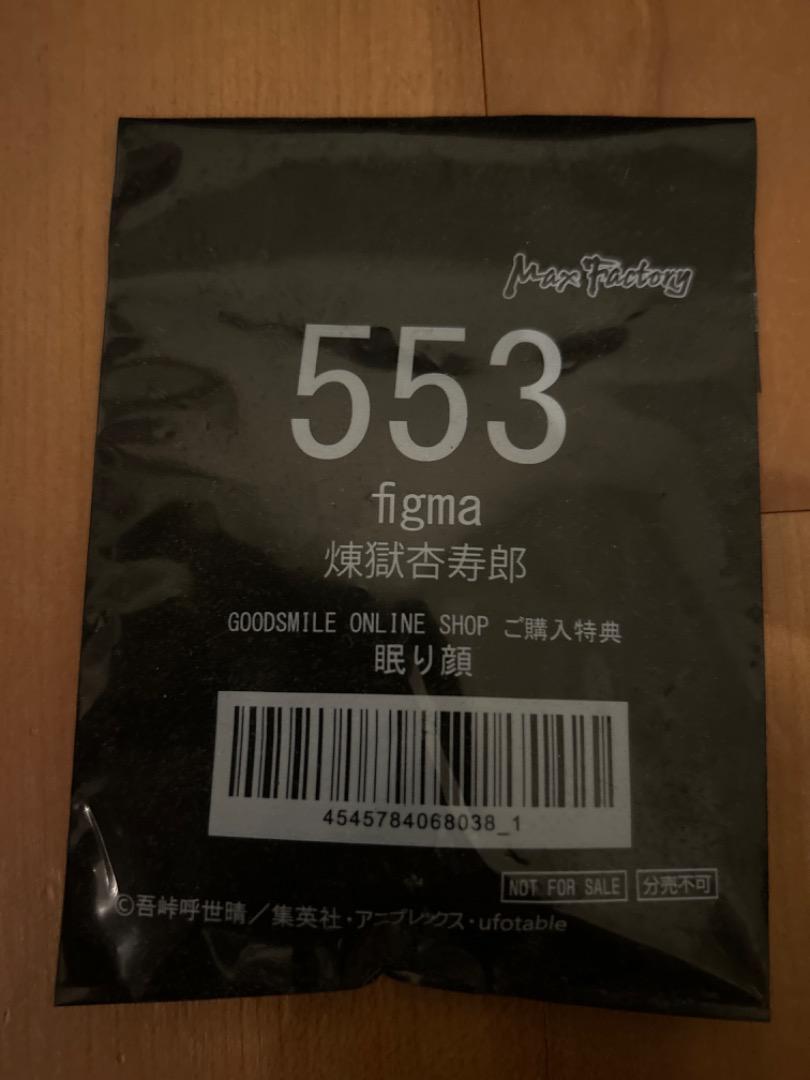 Max Factory
553
figma
煉獄杏寿郎
GOODSMILE ONLINE SHOP ご購入特典
眠り顔
4545784068038_1
NOT FOR SALE 分売不可
©吾峠呼世晴／集英社・アニプレックス・ufotable